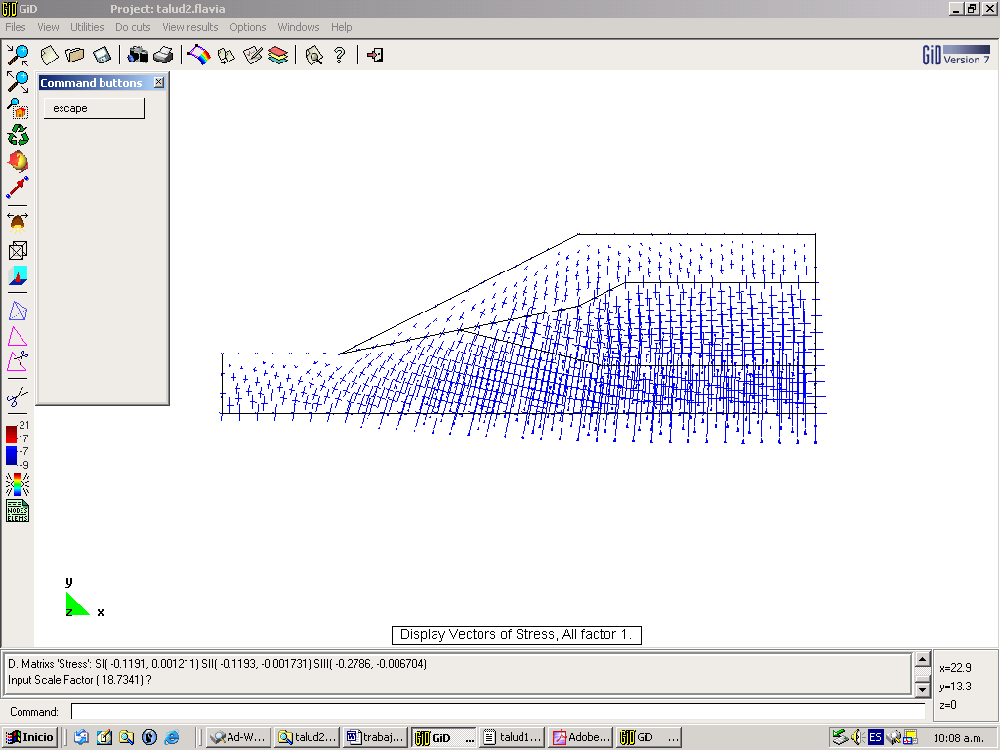 GiD Project: talud2.flavia
Files View Utilities Do cuts View results Options Windows Help
GiD Version 7
Command buttons
escape
21
17
-7
-9
NODES
ELEMS
y
z x
Display Vectors of Stress, All factor 1.
D. Matrixs 'Stress': SI( -0.1191, 0.001211) SII( -0.1193, -0.001731) SIII( -0.2786, -0.006704)
Input Scale Factor ( 18.7341) ?
x=22.9
y=13.3
z=0
Command:
Inicio Ad-W... talud2... trabaj... GiD ... talud1... Adobe... GiD ... ES 10:08 a.m.